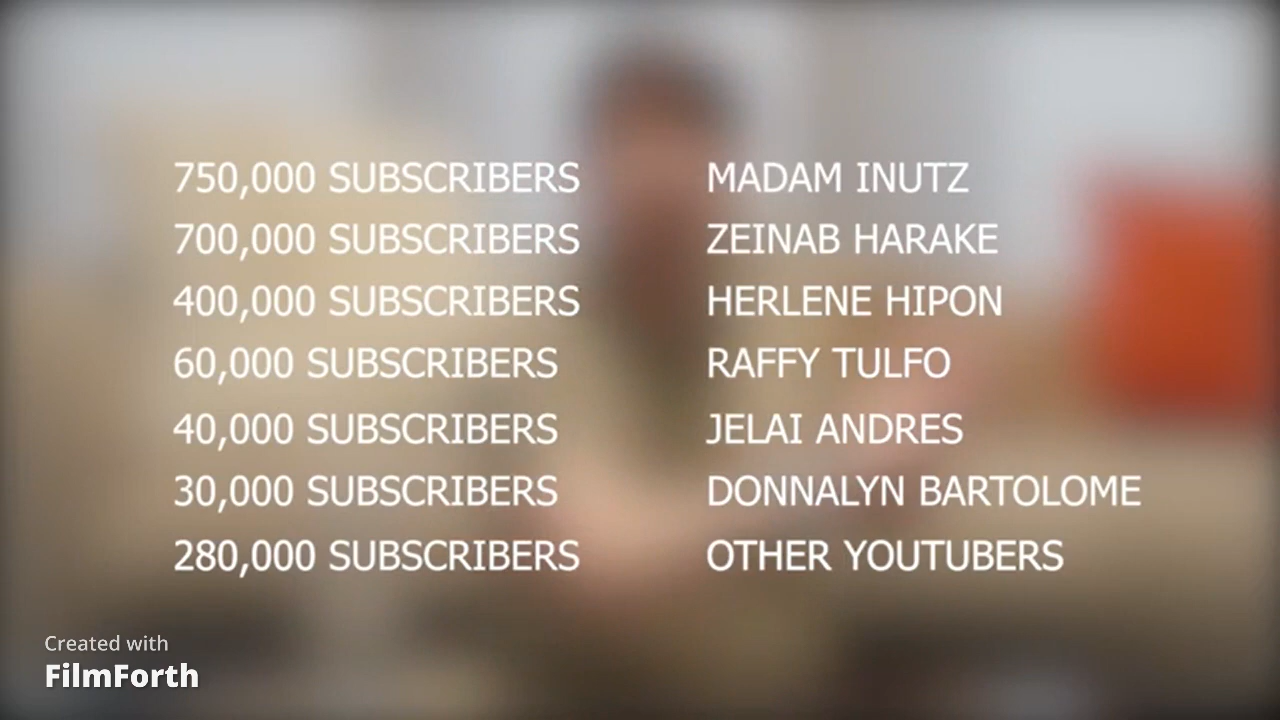 750,000 SUBSCRIBERS MADAM INUTZ
700,000 SUBSCRIBERS ZEINAB HARAKE
400,000 SUBSCRIBERS HERLENE HIPON
60,000 SUBSCRIBERS RAFFY TULFO
40,000 SUBSCRIBERS JELAI ANDRES
30,000 SUBSCRIBERS DONNALYN BARTOLOME
280,000 SUBSCRIBERS OTHER YOUTUBERS
Created with
FilmForth